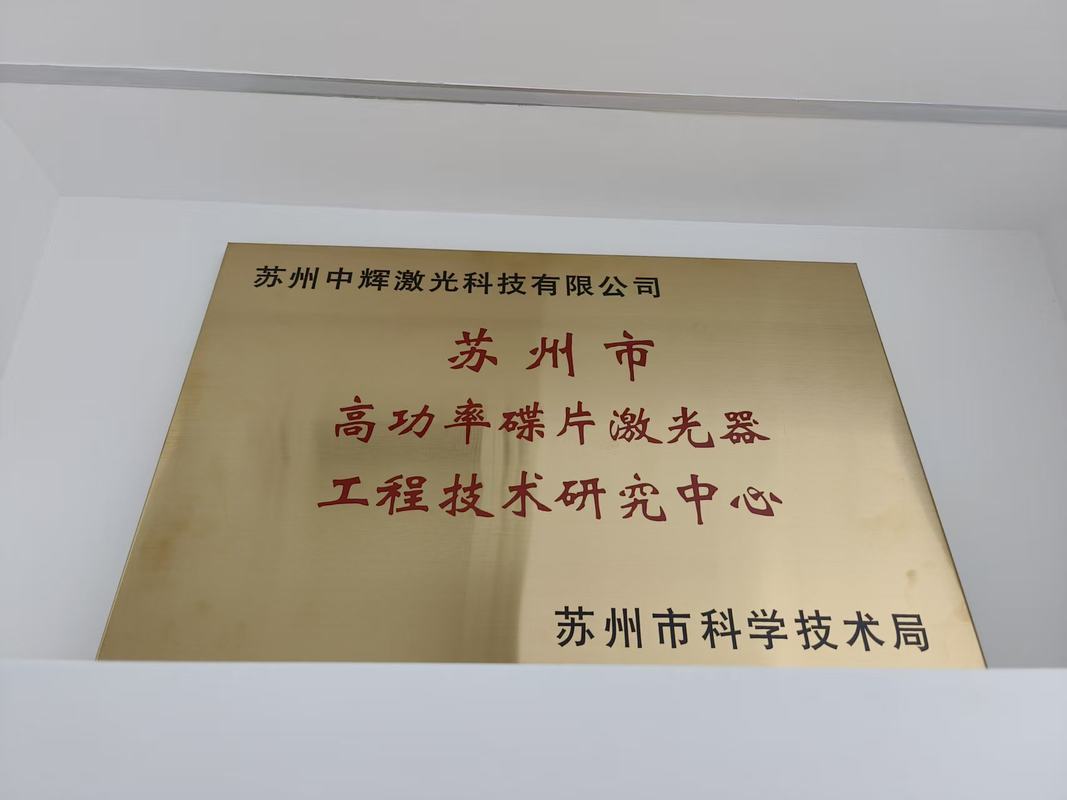 苏州中辉激光科技有限公司
苏州市
高功率碟片激光器
工程技术研究中心
苏州市科学技术局